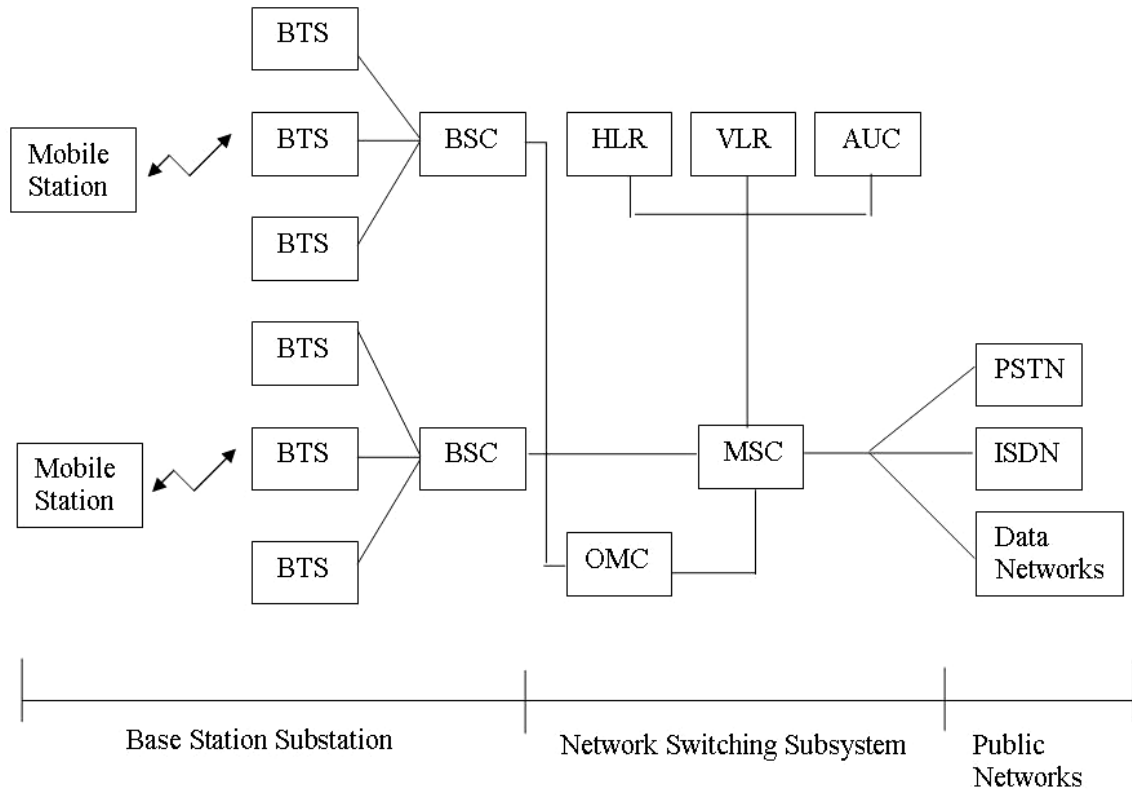 BTS
BTS
BSC
HLR
VLR
AUC
Mobile
Station
BTS
BTS
PSTN
Mobile
Station
BTS
BSC
MSC
ISDN
BTS
OMC
Data
Networks
Base Station Substation
Network Switching Subsystem
Public
Networks